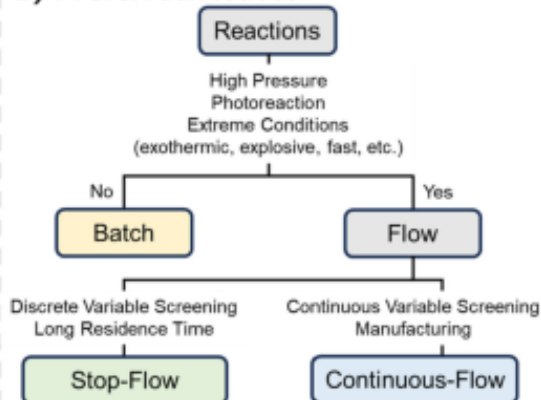 Reactions
High Pressure
Photoreaction
Extreme Conditions
(exothermic, explosive, fast, etc.)
No
Yes
Batch
Flow
Discrete Variable Screening
Long Residence Time
Continuous Variable Screening
Manufacturing
Stop-Flow
Continuous-Flow